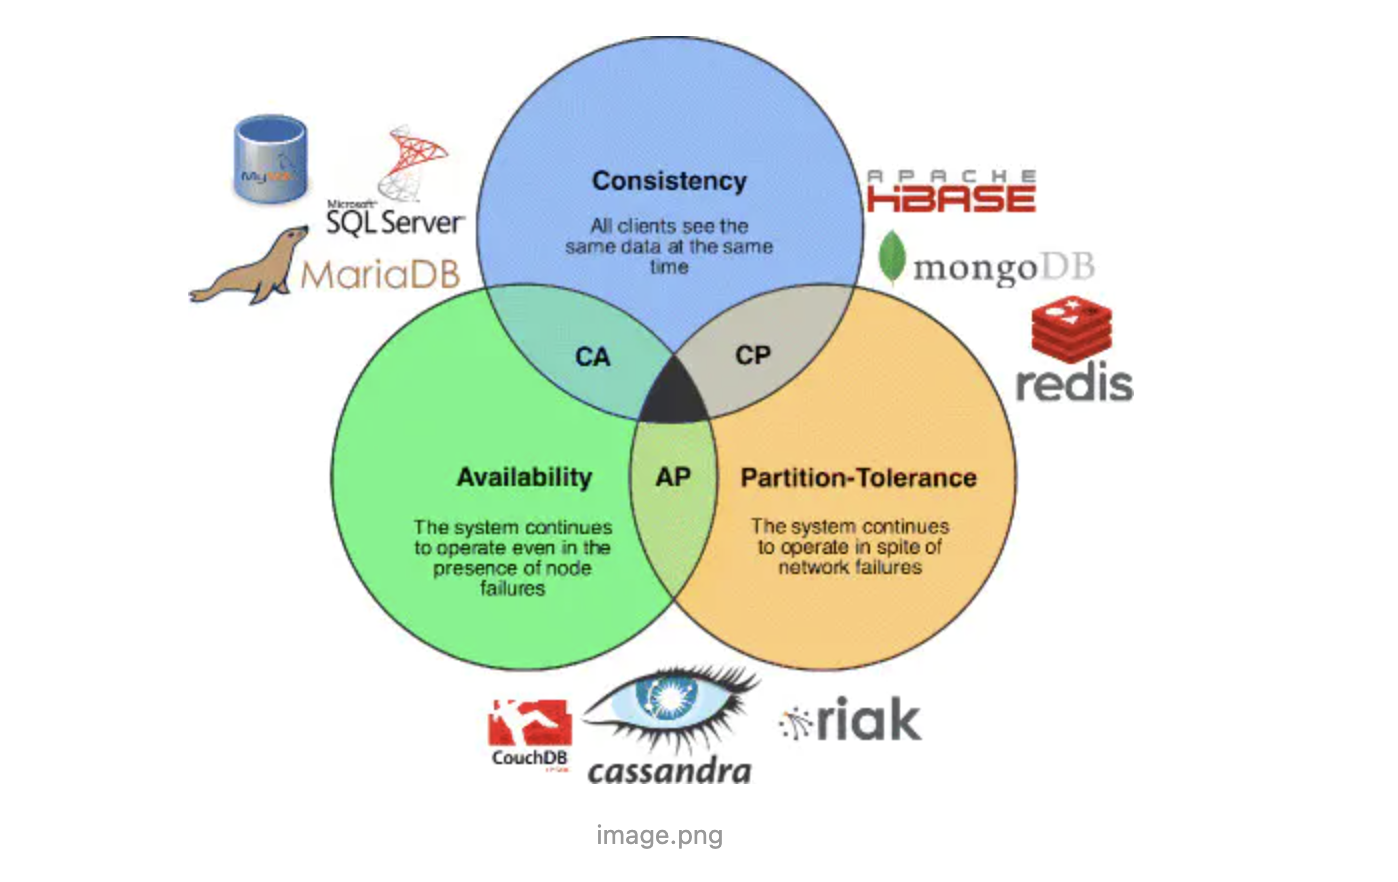 Consistency
All clients see the
same data at the same
time
MySQL
Microsoft
SQL Server
MariaDB
APACHE
HBASE
mongoDB
redis
CA
CP
AP
Availability
The system continues
to operate even in the
presence of node
failures
Partition-Tolerance
The system continues
to operate in spite of
network failures
CouchDB
cassandra
riak
image.png